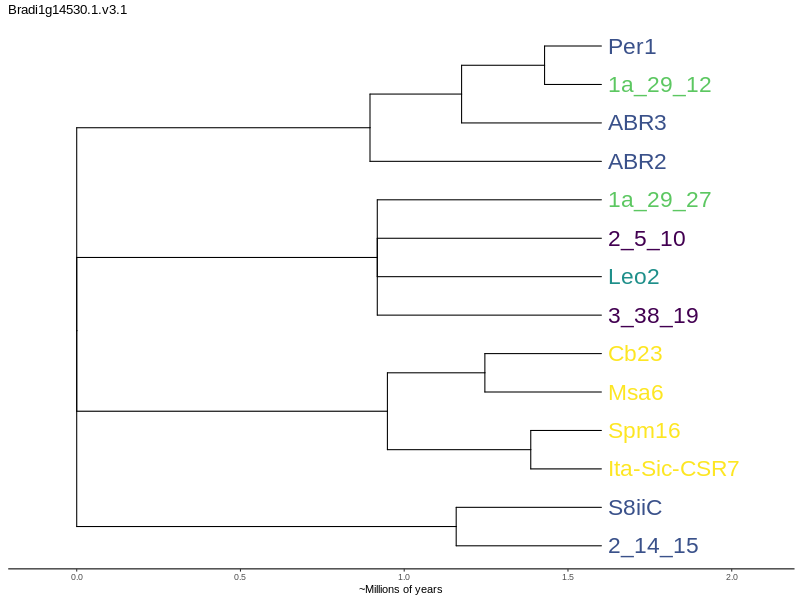 Bradi1g14530.1.v3.1
Per1
1a_29_12
ABR3
ABR2
1a_29_27
2_5_10
Leo2
3_38_19
Cb23
Msa6
Spm16
Ita-Sic-CSR7
S8iiC
2_14_15
0.0 0.5 1.0 1.5 2.0
~Millions of years